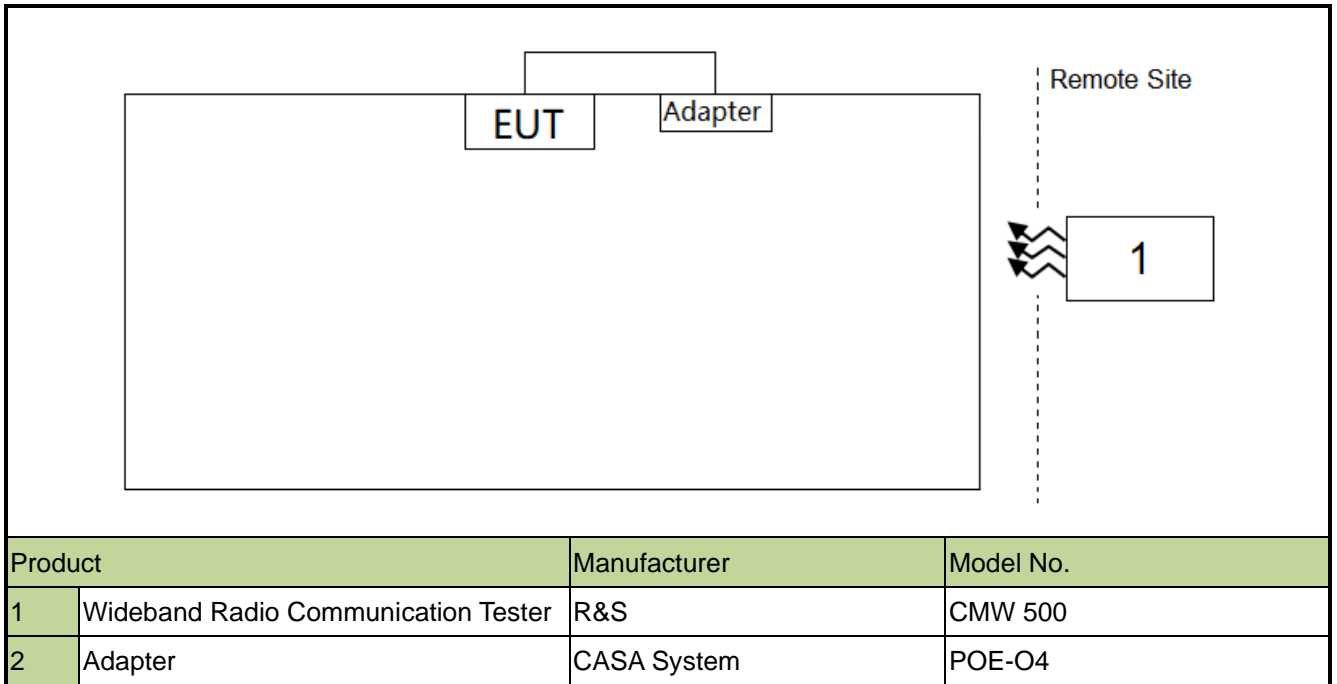 Remote Site
EUT
Adapter
1
Product Manufacturer Model No.
1 Wideband Radio Communication Tester R&S CMW 500
2 Adapter CASA System POE-O4